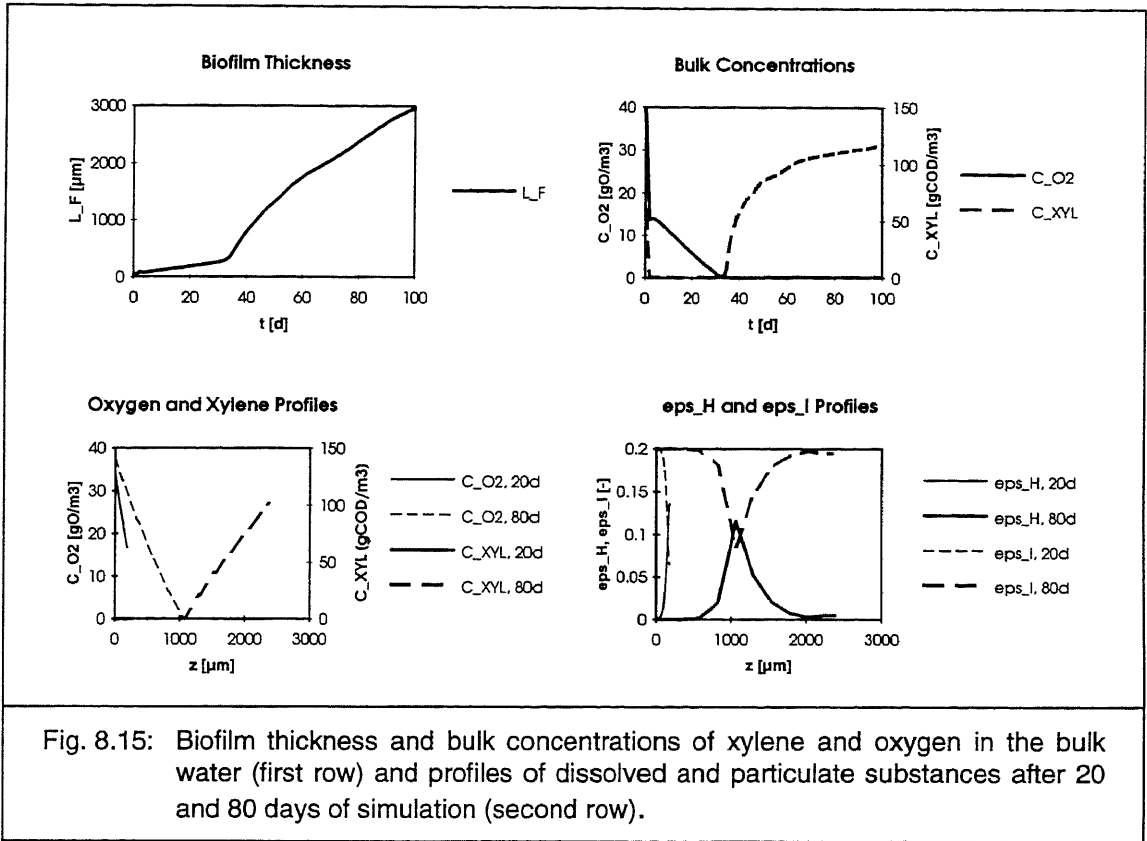 Biofilm Thickness
3000
2000
1000
0
L_F [µm]
0 20 40 60 80 100
t [d]
L_F
Bulk Concentrations
40
30
20
10
0
C_O2 [gO/m3]
150
100
50
0
C_XYL [gCOD/m3]
0 20 40 60 80 100
t [d]
C_O2
C_XYL
Oxygen and Xylene Profiles
40
30
20
10
0
C_O2 [gO/m3]
150
100
50
0
C_XYL (gCOD/m3]
0 1000 2000 3000
z [µm]
C_O2, 20d
C_O2, 80d
C_XYL, 20d
C_XYL, 80d
eps_H and eps_I Profiles
0.2
0.15
0.1
0.05
0
eps_H, eps_I [-]
0 1000 2000 3000
z [µm]
eps_H, 20d
eps_H, 80d
eps_I, 20d
eps_I, 80d
Fig. 8.15: Biofilm thickness and bulk concentrations of xylene and oxygen in the bulk
water (first row) and profiles of dissolved and particulate substances after 20
and 80 days of simulation (second row).